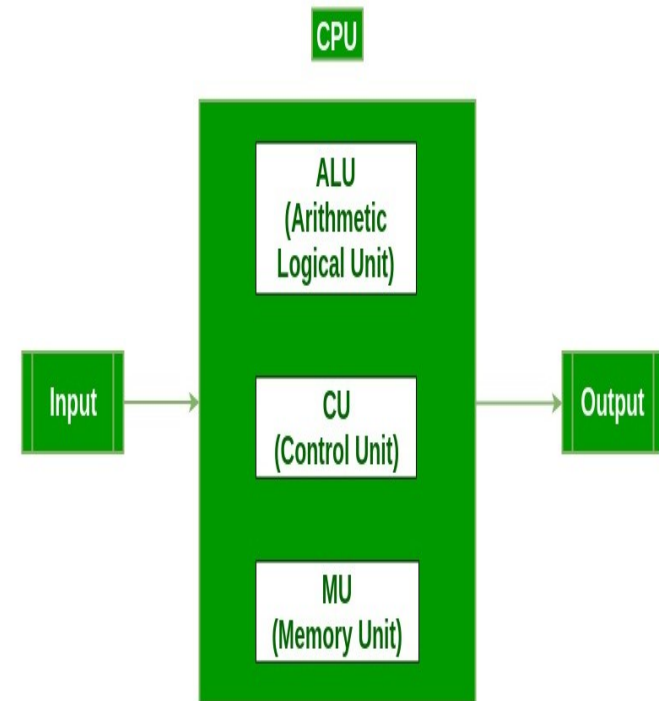 CPU
ALU
(Arithmetic
Logical Unit)
Input
CU
(Control Unit)
Output
MU
(Memory Unit)